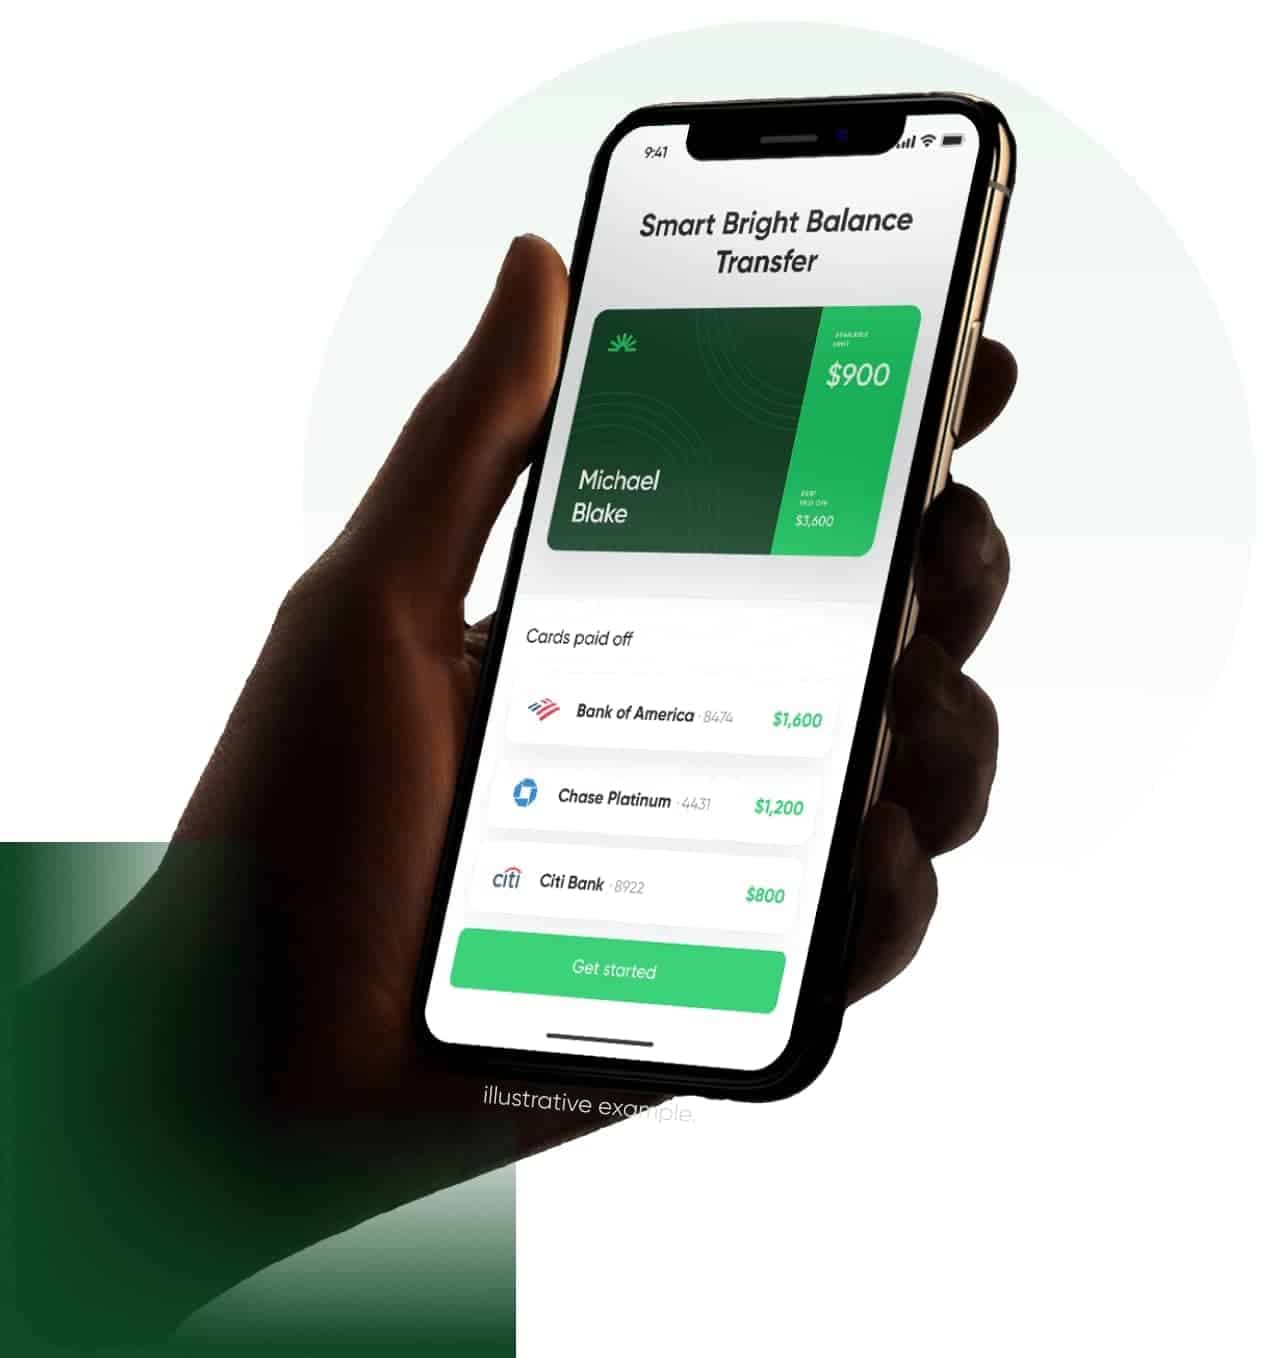 9:41
Smart Bright Balance
Transfer
AVAILABLE
LIMIT
$900
Michael
Blake
DEBT
PAID OFF
$3,600
Cards paid off
Bank of America · 8474 $1,600
Chase Platinum · 4431 $1,200
citi Citi Bank · 8922 $800
Get started
illustrative example.